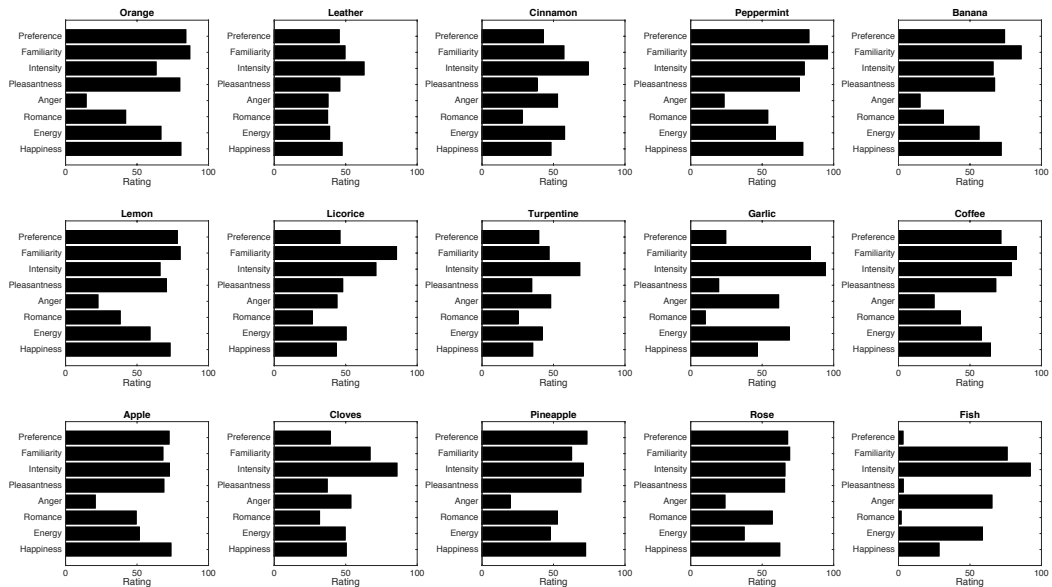 Orange
Preference
Familiarity
Intensity
Pleasantness
Anger
Romance
Energy
Happiness
0 50 100
Rating
Leather
Preference
Familiarity
Intensity
Pleasantness
Anger
Romance
Energy
Happiness
0 50 100
Rating
Cinnamon
Preference
Familiarity
Intensity
Pleasantness
Anger
Romance
Energy
Happiness
0 50 100
Rating
Peppermint
Preference
Familiarity
Intensity
Pleasantness
Anger
Romance
Energy
Happiness
0 50 100
Rating
Banana
Preference
Familiarity
Intensity
Pleasantness
Anger
Romance
Energy
Happiness
0 50 100
Rating
Lemon
Preference
Familiarity
Intensity
Pleasantness
Anger
Romance
Energy
Happiness
0 50 100
Rating
Licorice
Preference
Familiarity
Intensity
Pleasantness
Anger
Romance
Energy
Happiness
0 50 100
Rating
Turpentine
Preference
Familiarity
Intensity
Pleasantness
Anger
Romance
Energy
Happiness
0 50 100
Rating
Garlic
Preference
Familiarity
Intensity
Pleasantness
Anger
Romance
Energy
Happiness
0 50 100
Rating
Coffee
Preference
Familiarity
Intensity
Pleasantness
Anger
Romance
Energy
Happiness
0 50 100
Rating
Apple
Preference
Familiarity
Intensity
Pleasantness
Anger
Romance
Energy
Happiness
0 50 100
Rating
Cloves
Preference
Familiarity
Intensity
Pleasantness
Anger
Romance
Energy
Happiness
0 50 100
Rating
Pineapple
Preference
Familiarity
Intensity
Pleasantness
Anger
Romance
Energy
Happiness
0 50 100
Rating
Rose
Preference
Familiarity
Intensity
Pleasantness
Anger
Romance
Energy
Happiness
0 50 100
Rating
Fish
Preference
Familiarity
Intensity
Pleasantness
Anger
Romance
Energy
Happiness
0 50 100
Rating